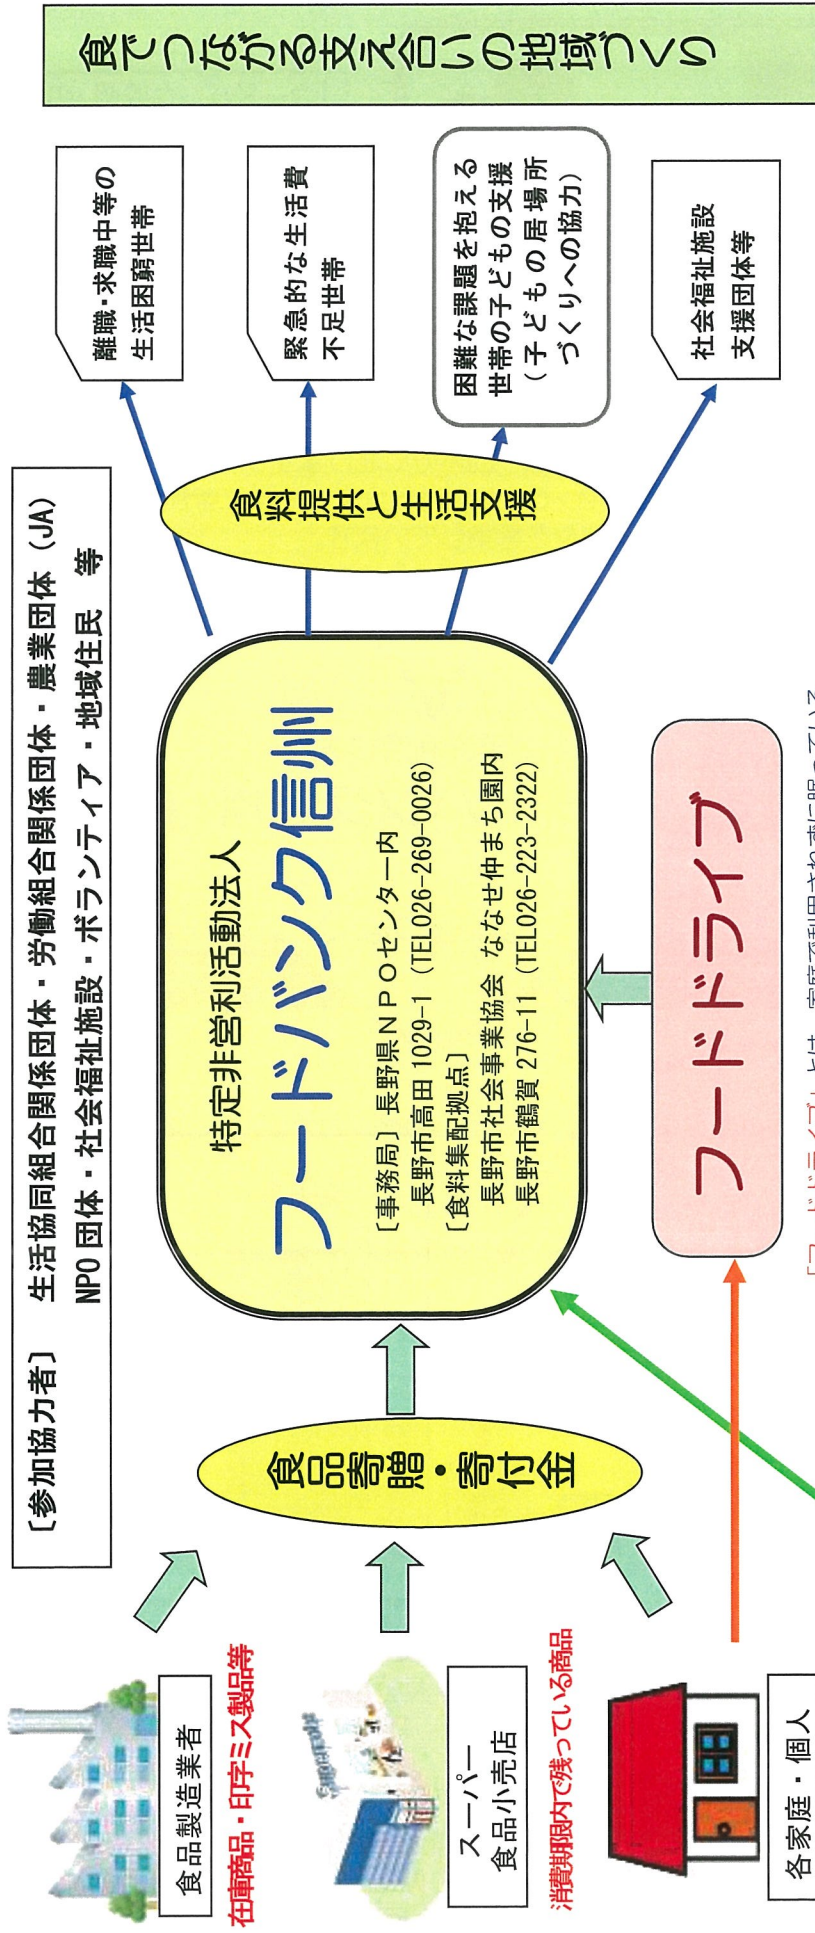 〔参加協力者〕 生活協同組合関係団体・労働組合関係団体・農業団体（JA）
NPO団体・社会福祉施設・ボランティア・地域住民 等
食品製造業者
在庫商品・印字ミス製品等
スーパー
食品小売店
消費期限内で残っている商品
各家庭・個人
食品寄贈・寄付金
特定非営利活動法人
フードバンク信州
〔事務局〕長野県ＮＰＯセンター内
長野市高田1029-1（TEL026-269-0026）
〔食料集配拠点〕
長野市社会事業協会 ななせ仲まち園内
長野市鶴賀276-11（TEL026-223-2322）
フードドライブ
食料提供と生活支援
離職・求職中等の
生活困窮世帯
緊急的な生活費
不足世帯
困難な課題を抱える
世帯の子どもの支援
（子どもの居場所
づくりへの協力）
社会福祉施設
支援団体等
食でつながる支え合いの地域づくり